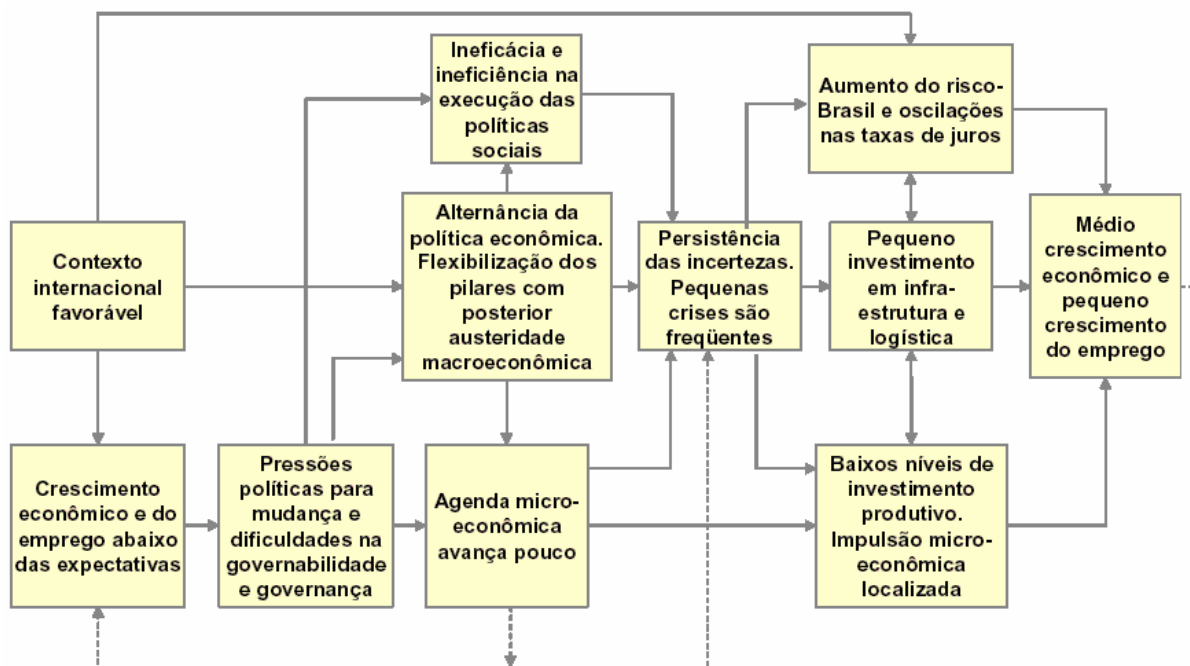 Ineficácia e
ineficiência na
execução das
políticas
sociais
Aumento do risco-
Brasil e oscilações
nas taxas de juros
Contexto
internacional
favorável
Alternância da
política econômica.
Flexibilização dos
pilares com
posterior
austeridade
macroeconômica
Persistência
das incertezas.
Pequenas
crises são
freqüentes
Pequeno
investimento
em infra-
estrutura e
logística
Médio
crescimento
econômico e
pequeno
crescimento
do emprego
Crescimento
econômico e do
emprego abaixo
das expectativas
Pressões
políticas para
mudança e
dificuldades na
governabilidade
e governança
Agenda micro-
econômica
avança pouco
Baixos níveis de
investimento
produtivo.
Impulsão micro-
econômica
localizada